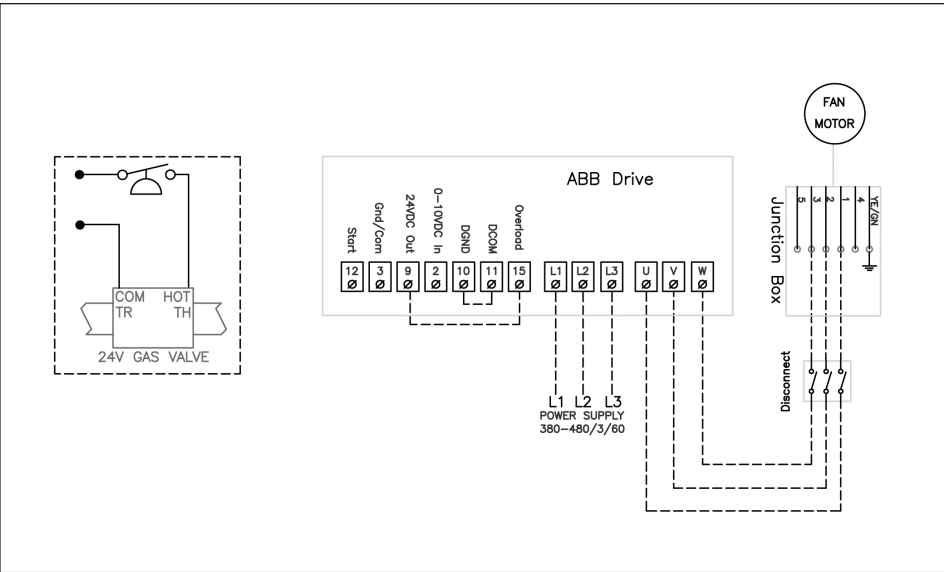 FAN
MOTOR
ABB Drive
Start
Gnd/Com
24VDC Out
0-10VDC In
DGND
DCOM
Overload
12
3
9
2
10
11
15
L1
L2
L3
U
V
W
Junction Box
5
3
2
1
4
YE/GN
COM HOT
TR TH
24V GAS VALVE
Disconnect
L1 L2 L3
POWER SUPPLY
380-480/3/60